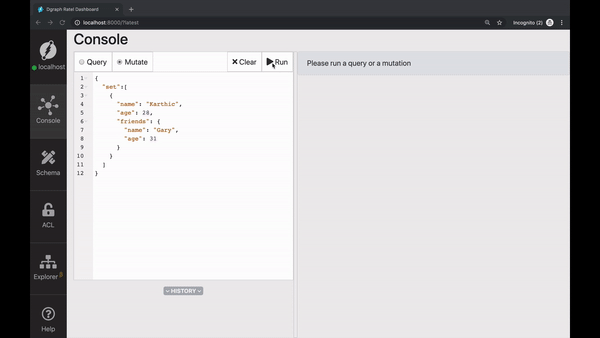 Dgraph Ratel Dashboard
localhost:8000/?latest
Incognito (2)
Console
localhost
Query
Mutate
Clear
Run
Please run a query or a mutation
1 {
2 "set":[
3 {
4 "name": "Karthic",
5 "age": 28,
6 "friends": {
7 "name": "Gary",
8 "age": 31
9 }
10 }
11 ]
12 }
Console
Schema
ACL
Explorer β
Help
HISTORY